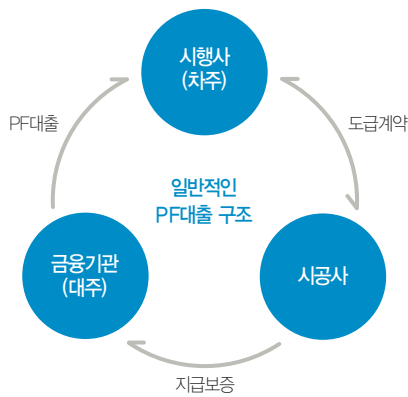 시행사
(차주)
PF대출
도급계약
일반적인
PF대출 구조
금융기관
(대주)
시공사
지급보증